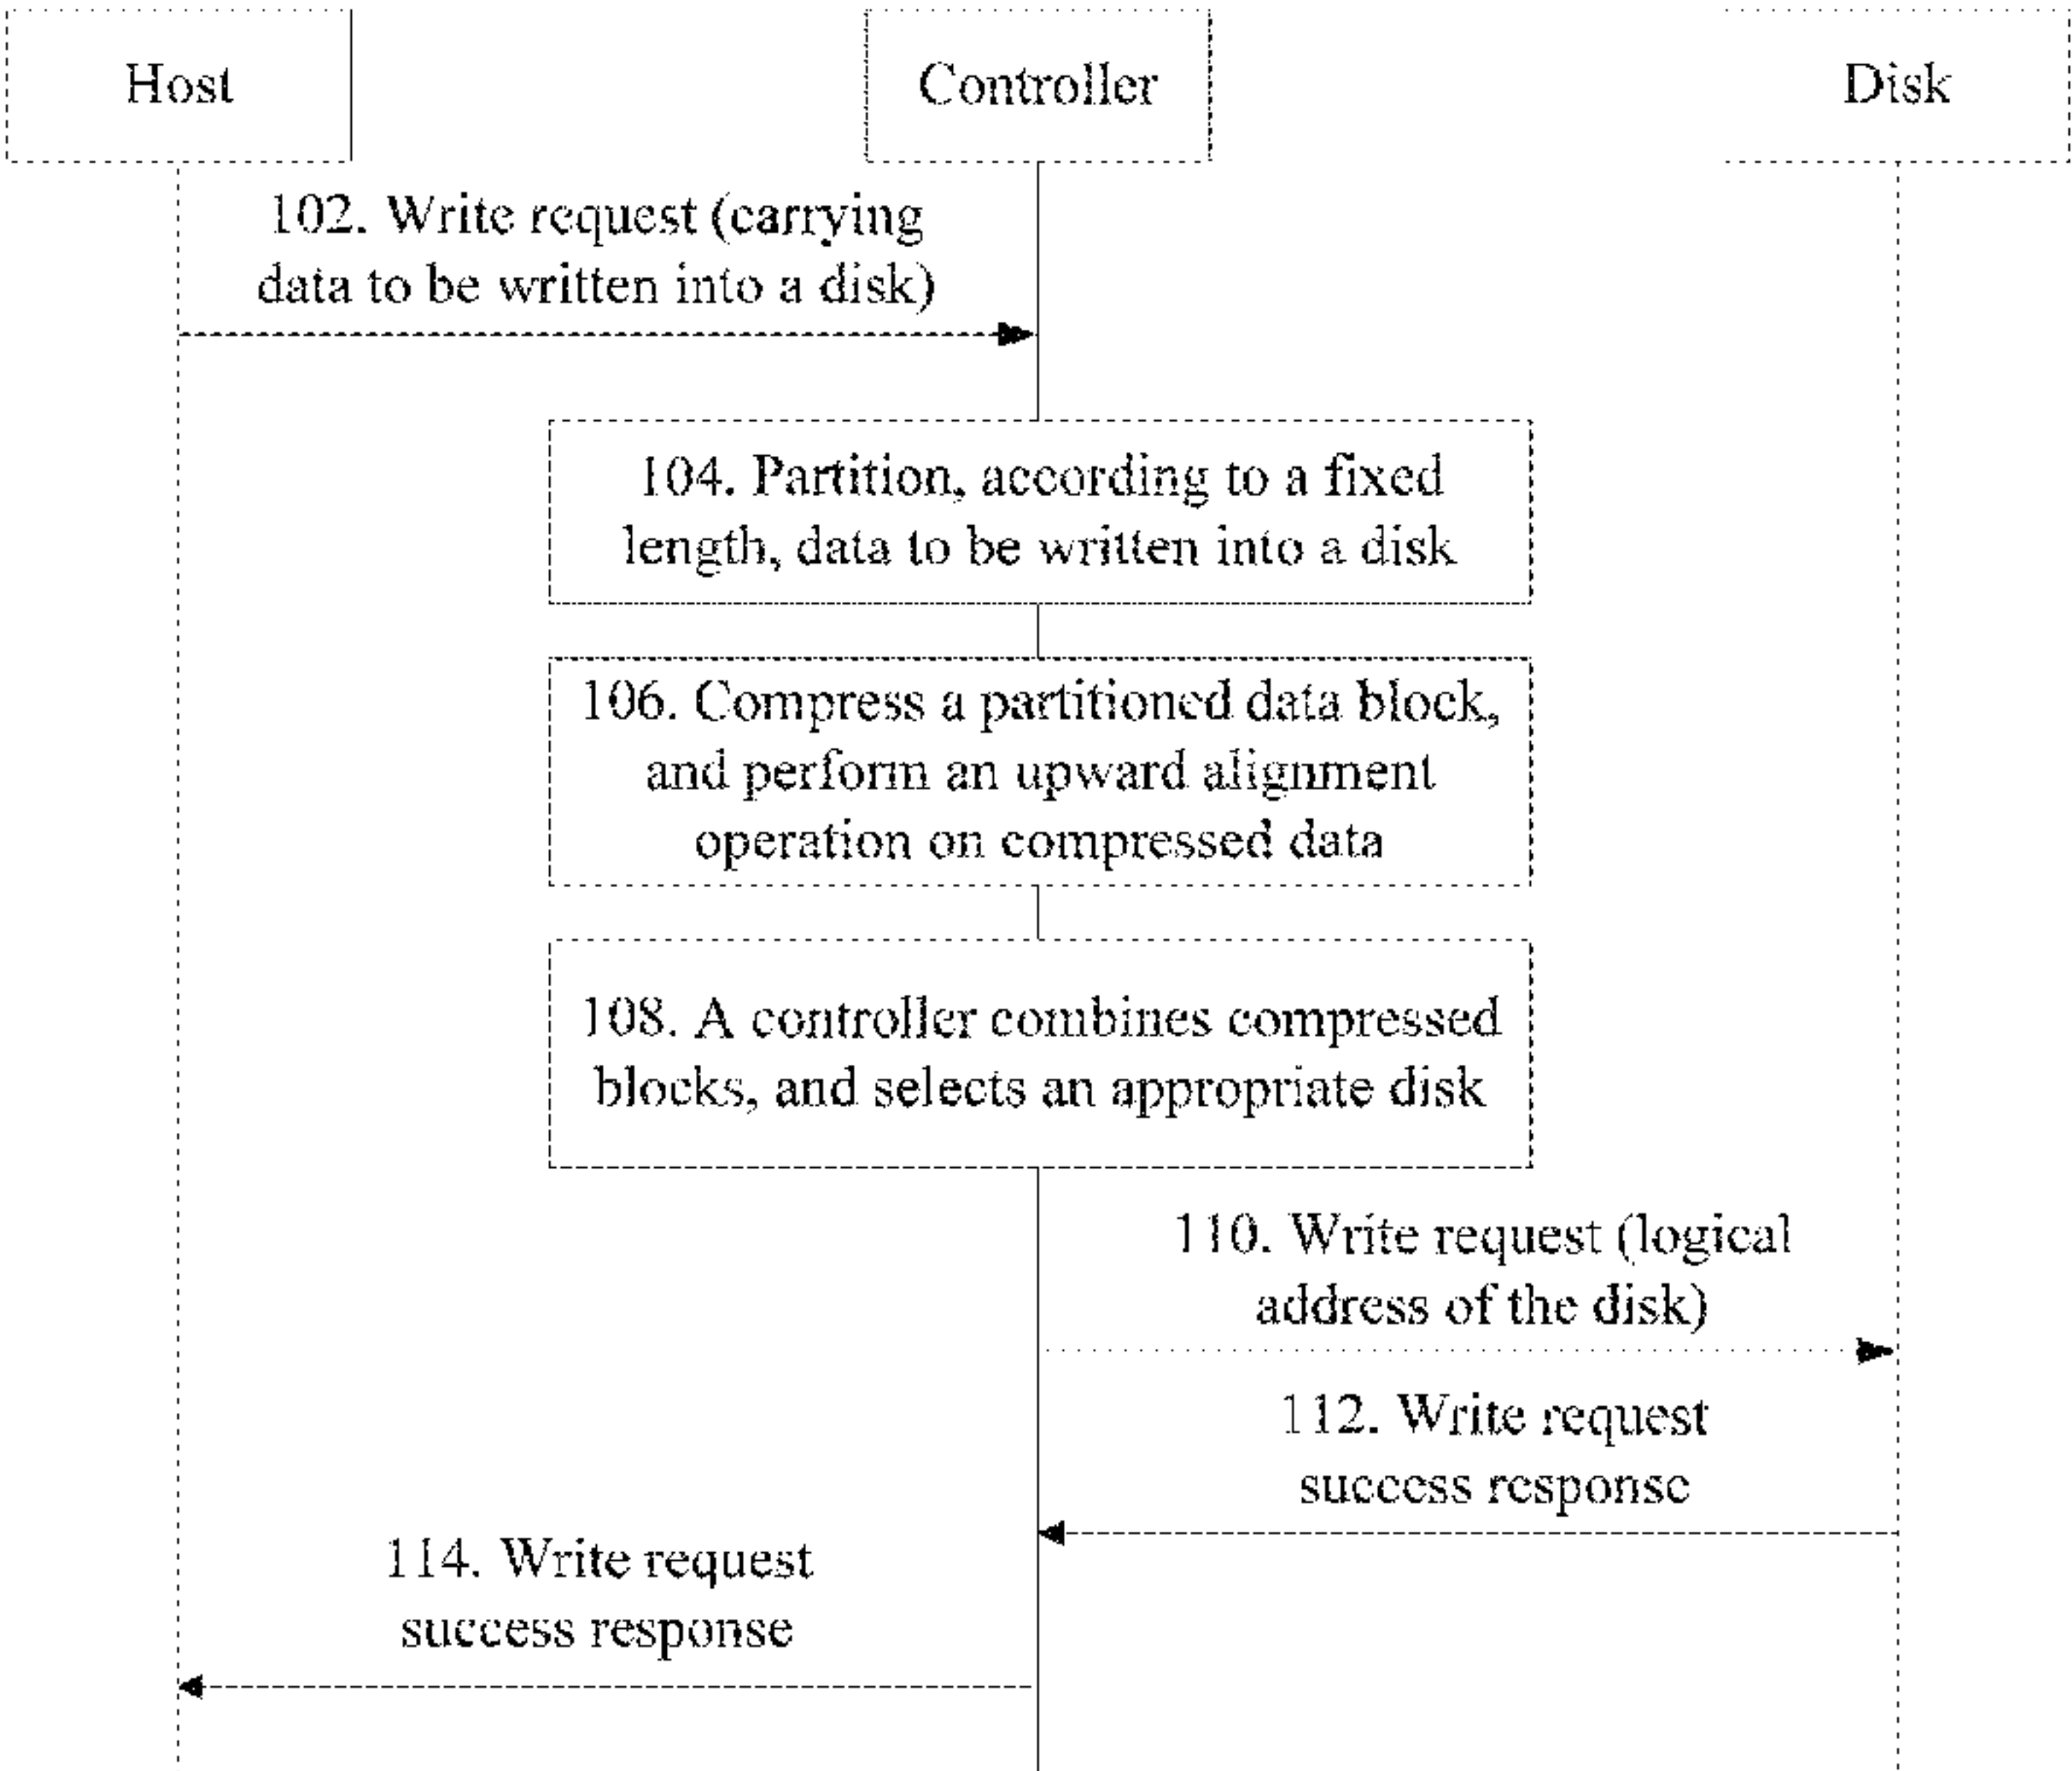 Host
Controller
Disk
102. Write request (carrying
data to be written into a disk)
104. Partition, according to a fixed
length, data to be written into a disk
106. Compress a partitioned data block,
and perform an upward alignment
operation on compressed data
108. A controller combines compressed
blocks, and selects an appropriate disk
110. Write request (logical
address of the disk)
112. Write request
success response
114. Write request
success response